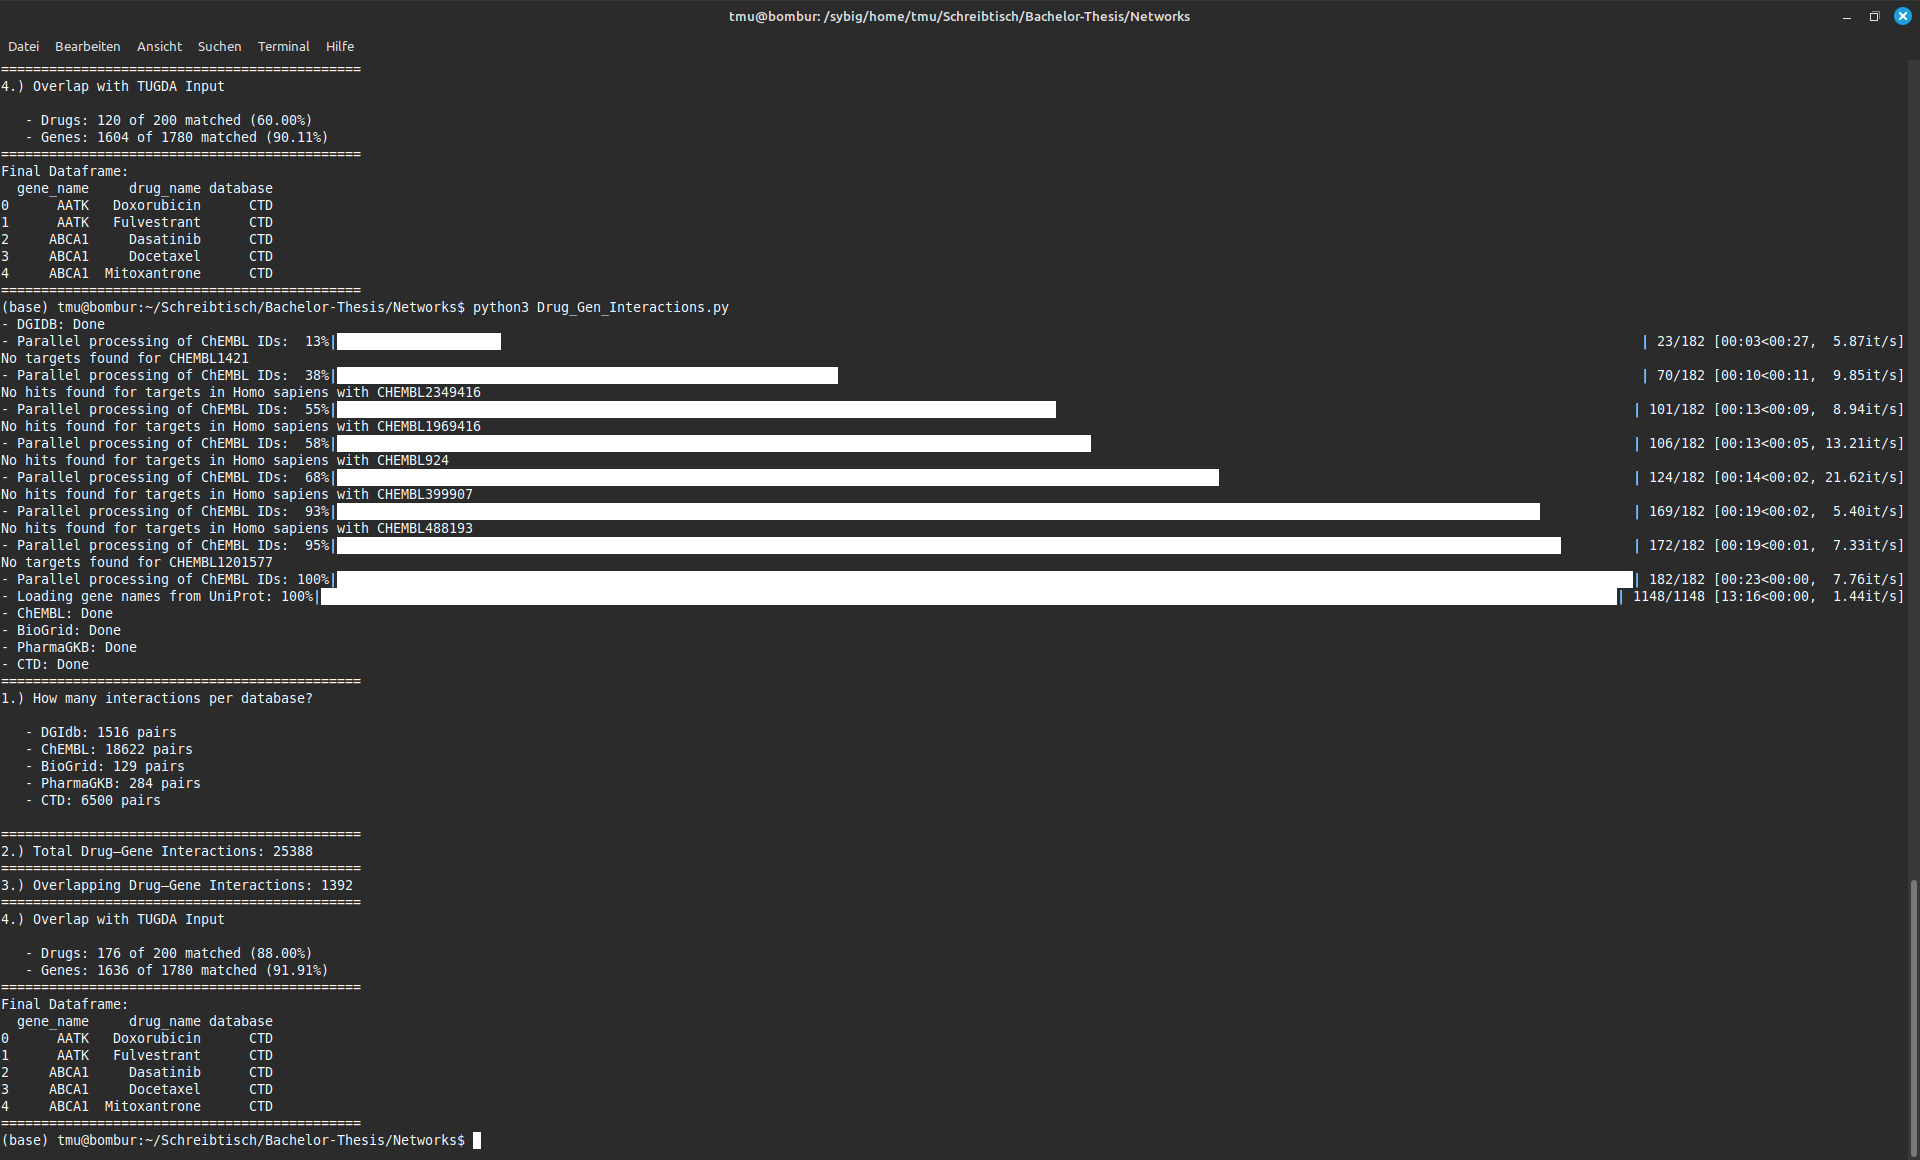 tmu@bombur: /sybig/home/tmu/Schreibtisch/Bachelor-Thesis/Networks
Datei Bearbeiten Ansicht Suchen Terminal Hilfe
=============================================
4.) Overlap with TUGDA Input
   - Drugs: 120 of 200 matched (60.00%)
   - Genes: 1604 of 1780 matched (90.11%)
=============================================
Final Dataframe:
  gene_name     drug_name database
0      AATK   Doxorubicin      CTD
1      AATK   Fulvestrant      CTD
2     ABCA1     Dasatinib      CTD
3     ABCA1     Docetaxel      CTD
4     ABCA1  Mitoxantrone      CTD
=============================================
(base) tmu@bombur:~/Schreibtisch/Bachelor-Thesis/Networks$ python3 Drug_Gen_Interactions.py
- DGIDB: Done
- Parallel processing of ChEMBL IDs:  13%| | 23/182 [00:03<00:27,  5.87it/s]
No targets found for CHEMBL1421
- Parallel processing of ChEMBL IDs:  38%| | 70/182 [00:10<00:11,  9.85it/s]
No hits found for targets in Homo sapiens with CHEMBL2349416
- Parallel processing of ChEMBL IDs:  55%| | 101/182 [00:13<00:09,  8.94it/s]
No hits found for targets in Homo sapiens with CHEMBL1969416
- Parallel processing of ChEMBL IDs:  58%| | 106/182 [00:13<00:05, 13.21it/s]
No hits found for targets in Homo sapiens with CHEMBL924
- Parallel processing of ChEMBL IDs:  68%| | 124/182 [00:14<00:02, 21.62it/s]
No hits found for targets in Homo sapiens with CHEMBL399907
- Parallel processing of ChEMBL IDs:  93%| | 169/182 [00:19<00:02,  5.40it/s]
No hits found for targets in Homo sapiens with CHEMBL488193
- Parallel processing of ChEMBL IDs:  95%| | 172/182 [00:19<00:01,  7.33it/s]
No targets found for CHEMBL1201577
- Parallel processing of ChEMBL IDs: 100%| | 182/182 [00:23<00:00,  7.76it/s]
- Loading gene names from UniProt: 100%| | 1148/1148 [13:16<00:00,  1.44it/s]
- ChEMBL: Done
- BioGrid: Done
- PharmaGKB: Done
- CTD: Done
=============================================
1.) How many interactions per database?
   - DGIdb: 1516 pairs
   - ChEMBL: 18622 pairs
   - BioGrid: 129 pairs
   - PharmaGKB: 284 pairs
   - CTD: 6500 pairs
=============================================
2.) Total Drug–Gene Interactions: 25388
=============================================
3.) Overlapping Drug–Gene Interactions: 1392
=============================================
4.) Overlap with TUGDA Input
   - Drugs: 176 of 200 matched (88.00%)
   - Genes: 1636 of 1780 matched (91.91%)
=============================================
Final Dataframe:
  gene_name     drug_name database
0      AATK   Doxorubicin      CTD
1      AATK   Fulvestrant      CTD
2     ABCA1     Dasatinib      CTD
3     ABCA1     Docetaxel      CTD
4     ABCA1  Mitoxantrone      CTD
=============================================
(base) tmu@bombur:~/Schreibtisch/Bachelor-Thesis/Networks$